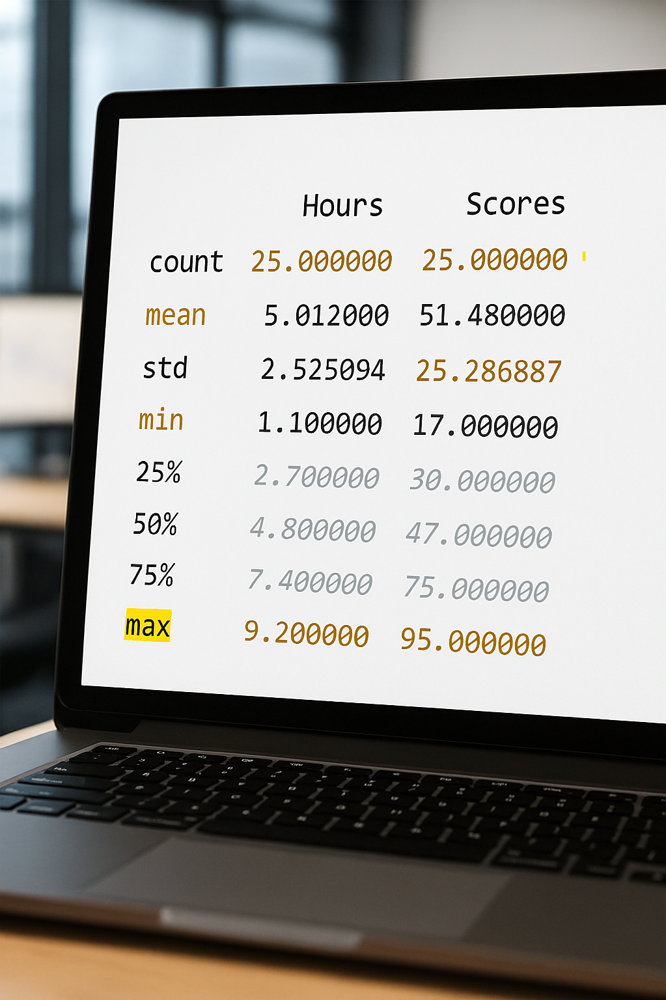 Hours Scores
count 25.000000 25.000000
mean 5.012000 51.480000
std 2.525094 25.286887
min 1.100000 17.000000
25% 2.700000 30.000000
50% 4.800000 47.000000
75% 7.400000 75.000000
max 9.200000 95.000000